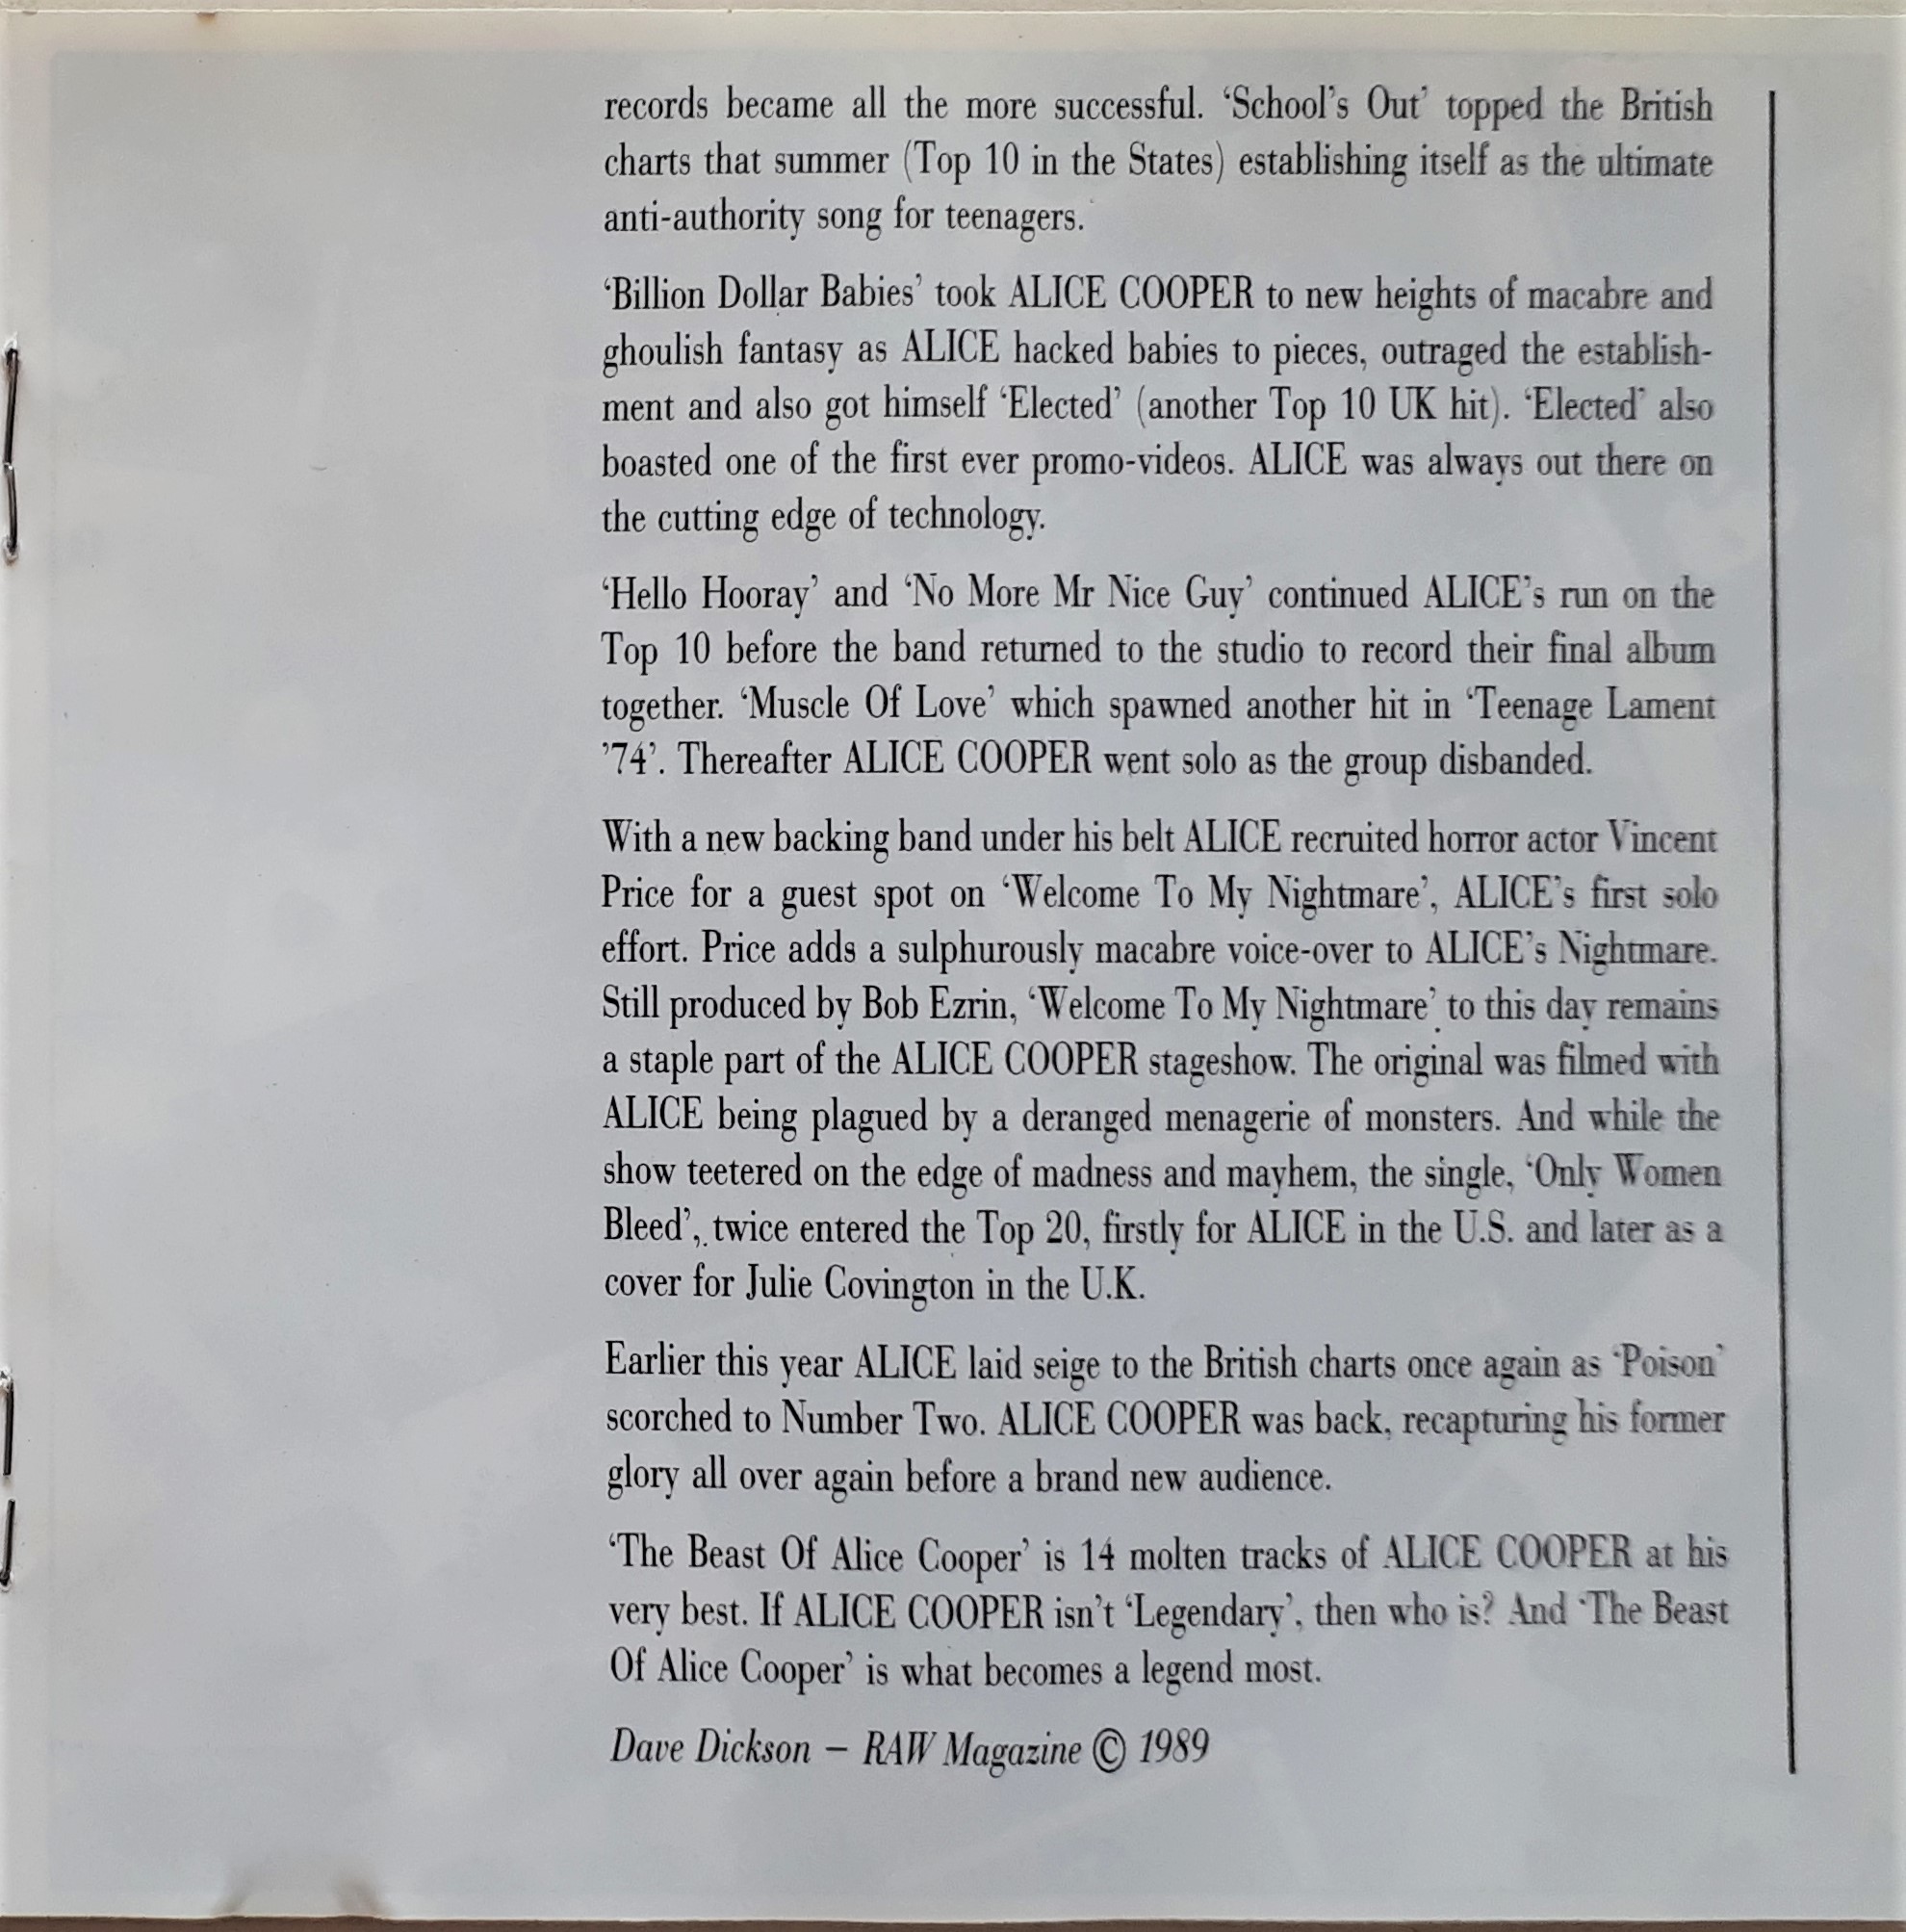 records became all the more successful. ‘School’s Out’ topped the British
charts that summer (Top 10 in the States) establishing itself as the ultimate
anti-authority song for teenagers.
‘Billion Dollar Babies’ took ALICE COOPER to new heights of macabre and
ghoulish fantasy as ALICE hacked babies to pieces, outraged the establish-
ment and also got himself ‘Elected’ (another Top 10 UK hit). ‘Elected’ also
boasted one of the first ever promo-videos. ALICE was always out there on
the cutting edge of technology.
‘Hello Hooray’ and ‘No More Mr Nice Guy’ continued ALICE’s run on the
Top 10 before the band returned to the studio to record their final album
together. ‘Muscle Of Love’ which spawned another hit in ‘Teenage Lament
’74’. Thereafter ALICE COOPER went solo as the group disbanded.
With a new backing band under his belt ALICE recruited horror actor Vincent
Price for a guest spot on ‘Welcome To My Nightmare’, ALICE’s first solo
effort. Price adds a sulphurously macabre voice-over to ALICE’s Nightmare.
Still produced by Bob Ezrin, ‘Welcome To My Nightmare’ to this day remains
a staple part of the ALICE COOPER stageshow. The original was filmed with
ALICE being plagued by a deranged menagerie of monsters. And while the
show teetered on the edge of madness and mayhem, the single, ‘Only Women
Bleed’, twice entered the Top 20, firstly for ALICE in the U.S. and later as a
cover for Julie Covington in the U.K.
Earlier this year ALICE laid seige to the British charts once again as ‘Poison’
scorched to Number Two. ALICE COOPER was back, recapturing his former
glory all over again before a brand new audience.
‘The Beast Of Alice Cooper’ is 14 molten tracks of ALICE COOPER at his
very best. If ALICE COOPER isn’t ‘Legendary’, then who is? And ‘The Beast
Of Alice Cooper’ is what becomes a legend most.
Dave Dickson – RAW Magazine © 1989